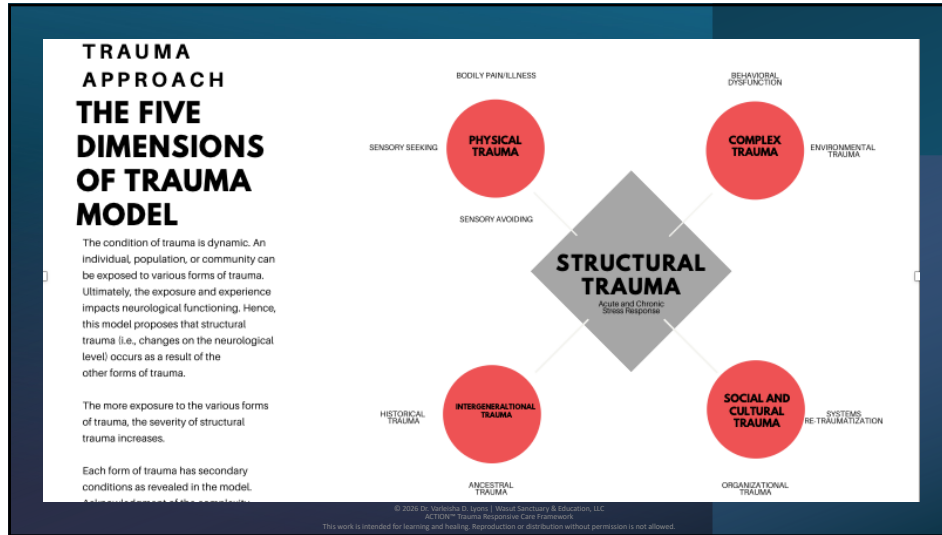 TRAUMA
APPROACH
THE FIVE
DIMENSIONS
OF TRAUMA
MODEL
The condition of trauma is dynamic. An
individual, population, or community can
be exposed to various forms of trauma.
Ultimately, the exposure and experience
impacts neurological functioning. Hence,
this model proposes that structural
trauma (i.e., changes on the neurological
level) occurs as a result of the
other forms of trauma.
The more exposure to the various forms
of trauma, the severity of structural
trauma increases.
Each form of trauma has secondary
conditions as revealed in the model.
Acknowledgment of the complexity
BODILY PAIN/ILLNESS
SENSORY SEEKING
PHYSICAL
TRAUMA
SENSORY AVOIDING
BEHAVIORAL
DYSFUNCTION
COMPLEX
TRAUMA
ENVIRONMENTAL
TRAUMA
STRUCTURAL
TRAUMA
Acute and Chronic
Stress Response
HISTORICAL
TRAUMA
INTERGENERALTIONAL
TRAUMA
ANCESTRAL
TRAUMA
SOCIAL AND
CULTURAL
TRAUMA
SYSTEMS
RE-TRAUMATIZATION
ORGANIZATIONAL
TRAUMA
© 2026 Dr. Varleisha D. Lyons | Wasut Sanctuary & Education, LLC
ACTION™ Trauma Responsive Care Framework
This work is intended for learning and healing. Reproduction or distribution without permission is not allowed.